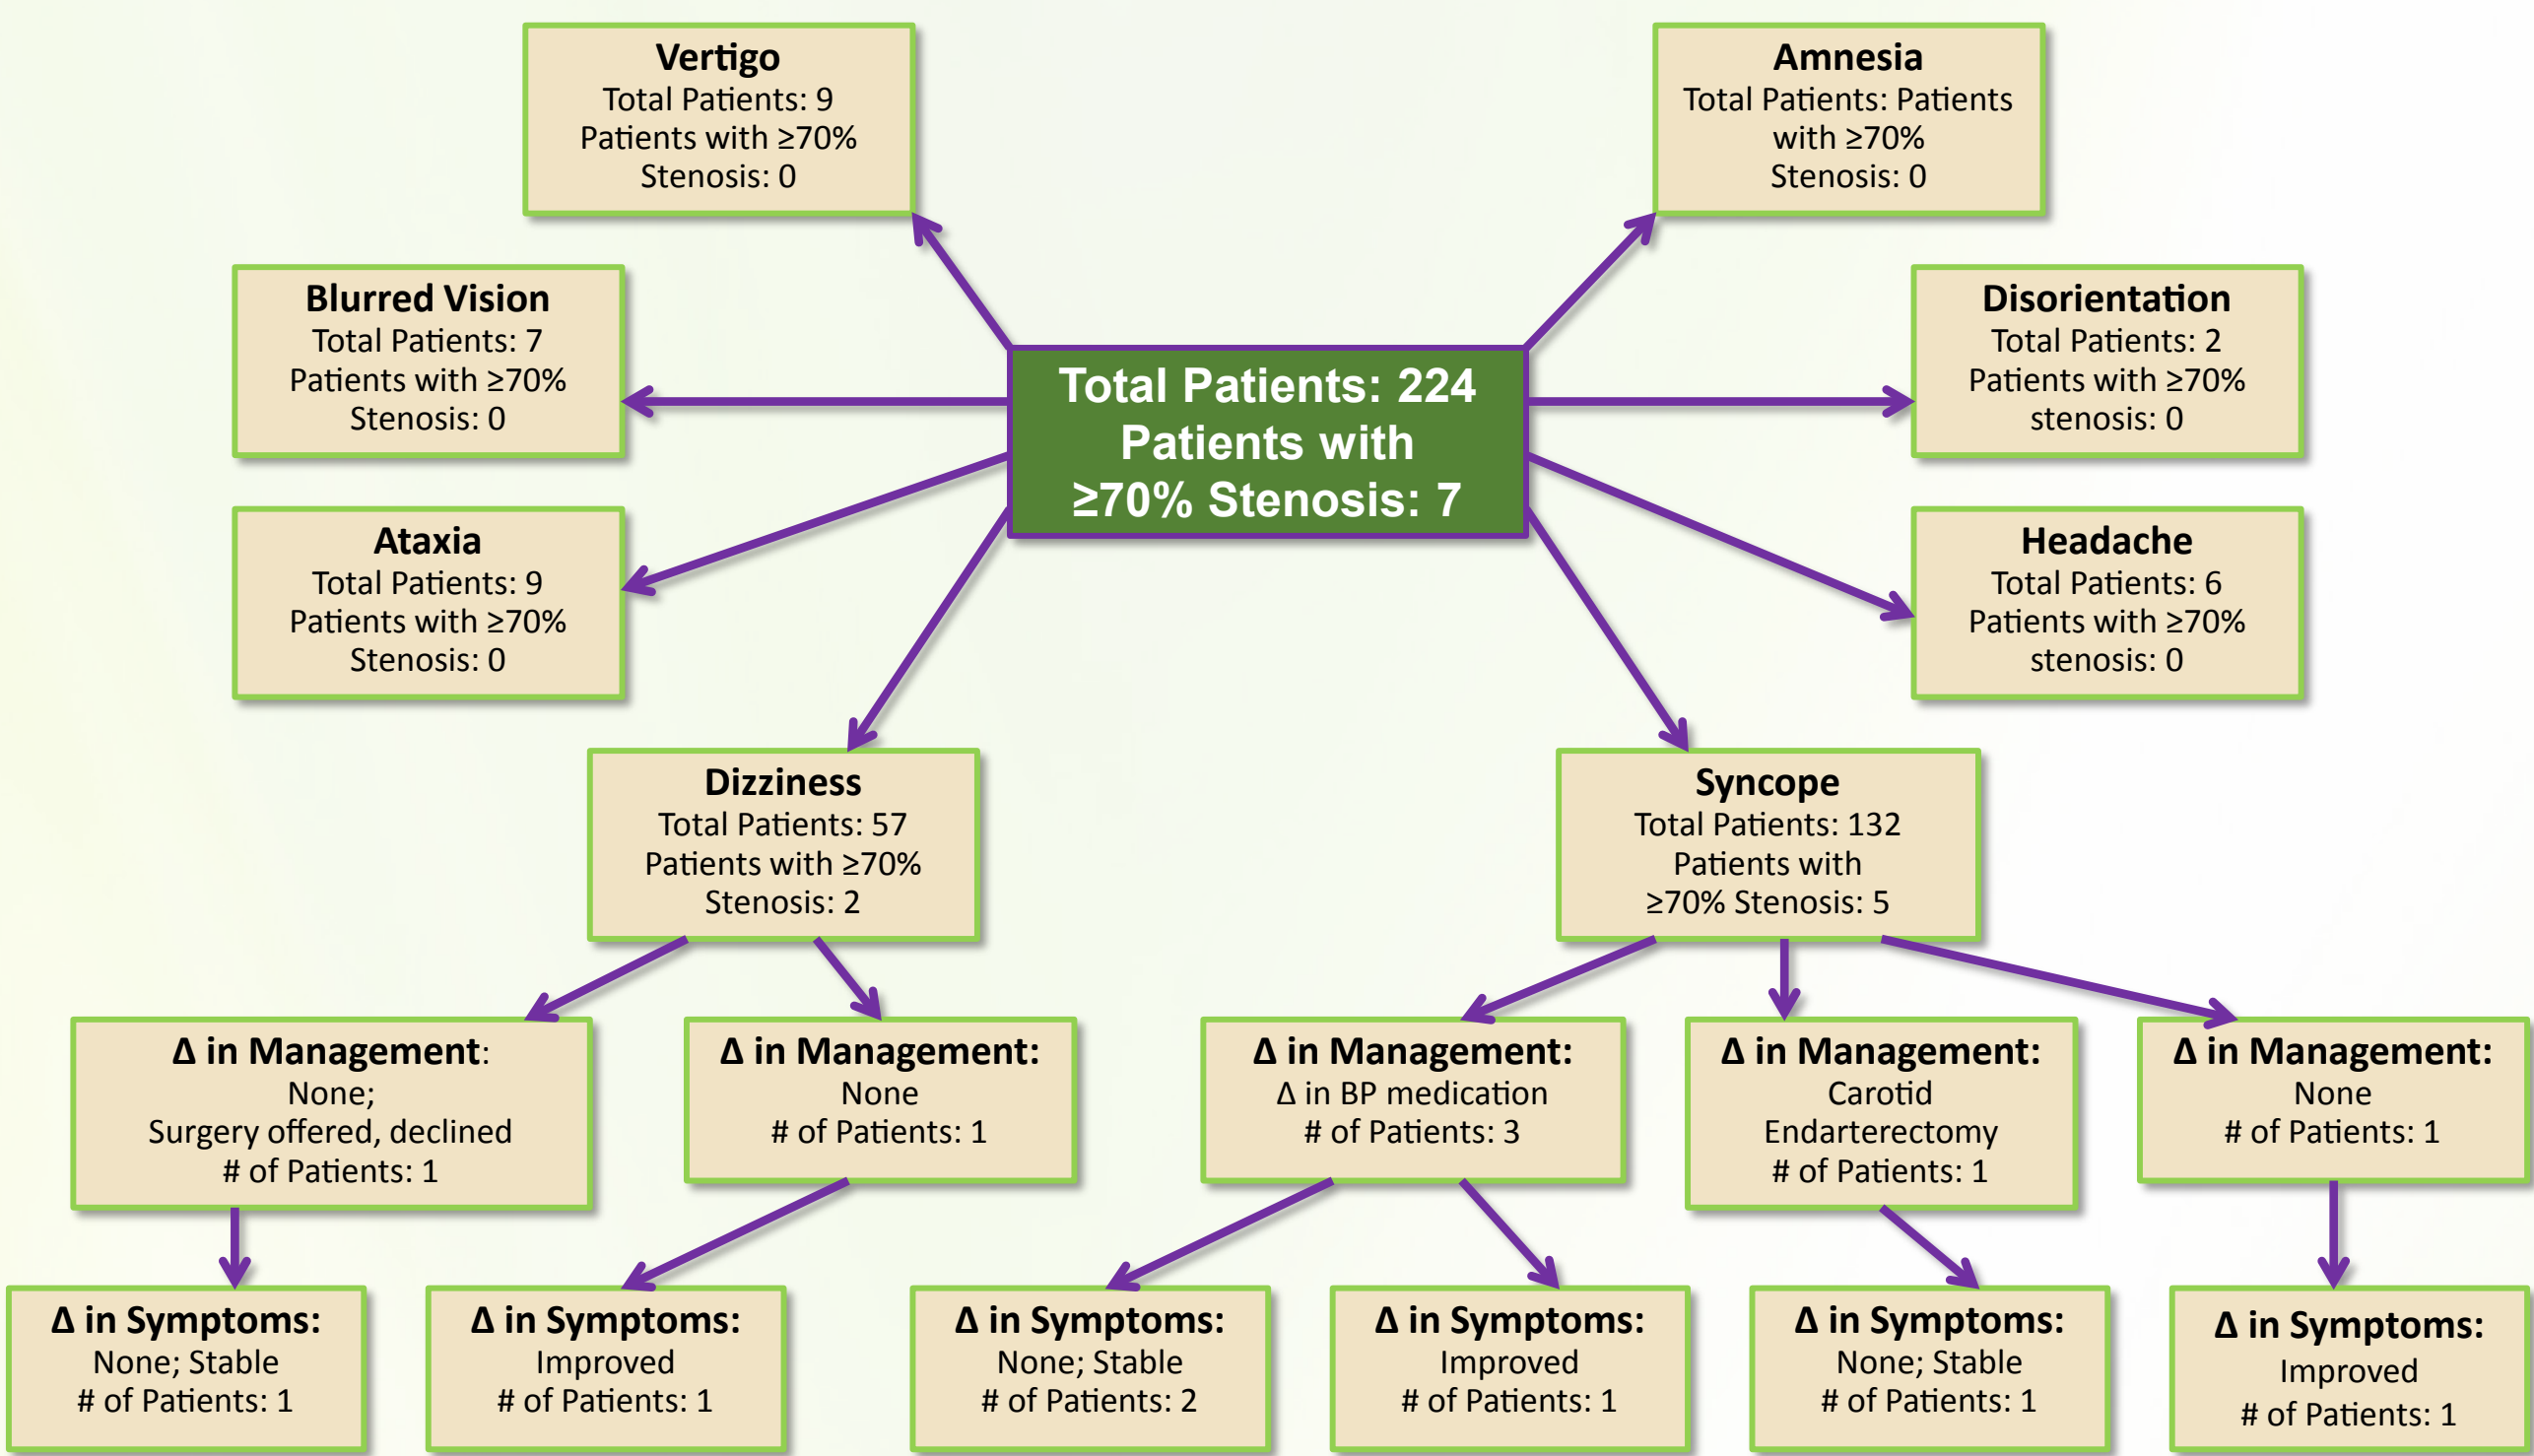 Vertigo
Total Patients: 9
Patients with ≥70%
Stenosis: 0
Amnesia
Total Patients: Patients
with ≥70%
Stenosis: 0
Blurred Vision
Total Patients: 7
Patients with ≥70%
Stenosis: 0
Disorientation
Total Patients: 2
Patients with ≥70%
stenosis: 0
Total Patients: 224
Patients with
≥70% Stenosis: 7
Ataxia
Total Patients: 9
Patients with ≥70%
Stenosis: 0
Headache
Total Patients: 6
Patients with ≥70%
stenosis: 0
Dizziness
Total Patients: 57
Patients with ≥70%
Stenosis: 2
Syncope
Total Patients: 132
Patients with
≥70% Stenosis: 5
Δ in Management:
None;
Surgery offered, declined
# of Patients: 1
Δ in Management:
None
# of Patients: 1
Δ in Management:
Δ in BP medication
# of Patients: 3
Δ in Management:
Carotid
Endarterectomy
# of Patients: 1
Δ in Management:
None
# of Patients: 1
Δ in Symptoms:
None; Stable
# of Patients: 1
Δ in Symptoms:
Improved
# of Patients: 1
Δ in Symptoms:
None; Stable
# of Patients: 2
Δ in Symptoms:
Improved
# of Patients: 1
Δ in Symptoms:
None; Stable
# of Patients: 1
Δ in Symptoms:
Improved
# of Patients: 1